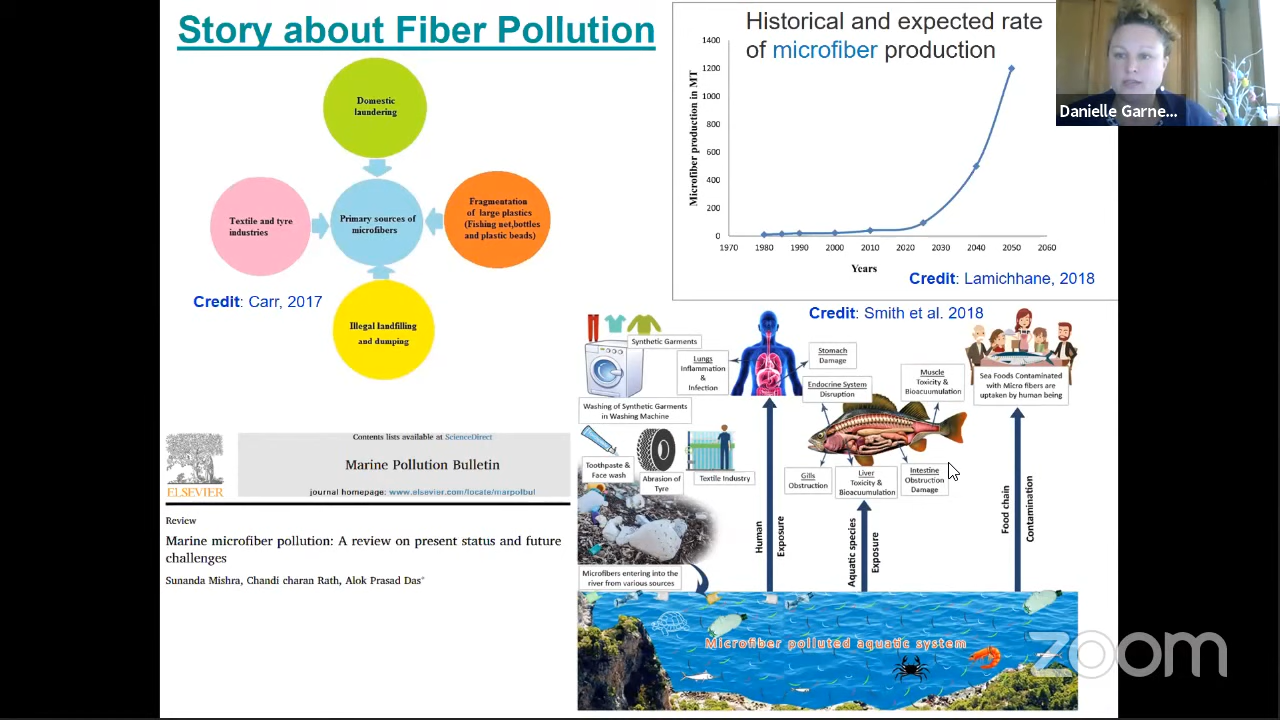 Story about Fiber Pollution
Domestic
laundering
Textile and tyre
industries
Primary sources of
microfibers
Fragmentation
of large plastics
(Fishing net,bottles
and plastic beads)
Illegal landfilling
and dumping
Credit: Carr, 2017
Historical and expected rate
of microfiber production
Microfiber production in MT
1400
1200
1000
800
600
400
200
0
1970
1980
1990
2000
2010
2020
2030
2040
2050
2060
Years
Credit: Lamichhane, 2018
Danielle Garne...
Contents lists available at ScienceDirect
Marine Pollution Bulletin
journal homepage: www.elsevier.com/locate/marpolbul
ELSEVIER
Review
Marine microfiber pollution: A review on present status and future
challenges
Sunanda Mishra, Chandi charan Rath, Alok Prasad Das*
Credit: Smith et al. 2018
Synthetic Garments
Washing of Synthetic Garments
in Washing Machine
Toothpaste &
Face wash
Abrasion of
Tyre
Textile Industry
Microfibers entering into the
river from various sources
Lungs
Inflammation
&
Infection
Stomach
Damage
Endocrine System
Disruption
Muscle
Toxicity &
Bioacuumulation
Sea Foods Contaminated
with Micro fibers are
uptaken by human being
Gills
Obstruction
Liver
Toxicity &
Bioacuumulation
Intestine
Obstruction
Damage
Human
Exposure
Aquatic species
Exposure
Food chain
Contamination
Microfiber polluted aquatic system
zoom